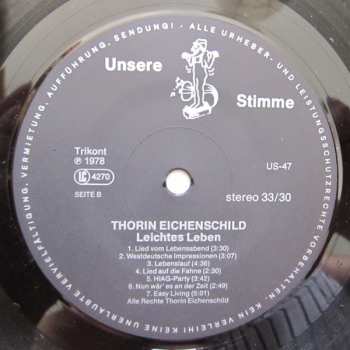 VERMIETUNG, AUFFÜHRUNG, SENDUNG! - ALLE URHEBER- UND LEISTUNGSSCHUTZRECHTE VORBEHALTEN · KEIN VERLEIH! KEINE UNERLAUBTE VERVIELFÄLTIGUNG,
Unsere
Stimme
Trikont
℗ 1978
LC 4270
SEITE B
US-47
stereo 33/30
THORIN EICHENSCHILD
Leichtes Leben
1. Lied vom Lebensabend (3:30)
2. Westdeutsche Impressionen (3:07)
3. Lebenslauf (4:36)
4. Lied auf die Fahne (2:30)
5. HIAG-Party (3:42)
6. Nun wär' es an der Zeit (2:49)
7. Easy Living (6:01)
Alle Rechte Thorin Eichenschild